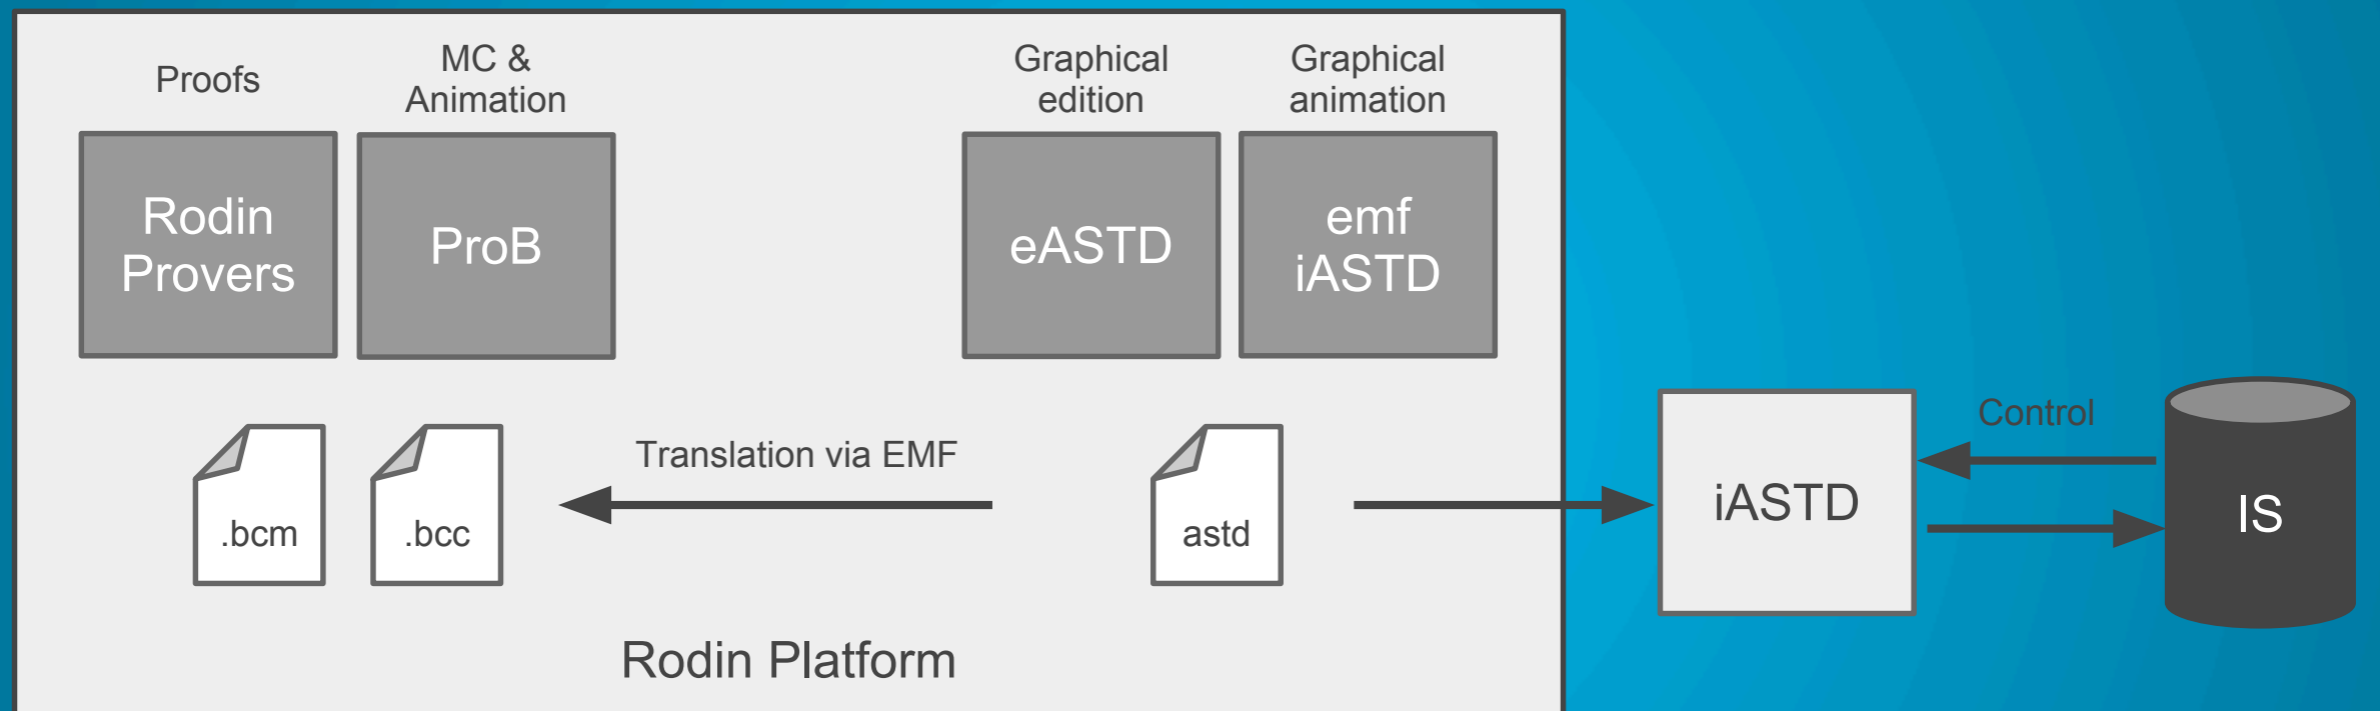 Proofs
MC &
Animation
Graphical
edition
Graphical
animation
Rodin
Provers
ProB
eASTD
emf
iASTD
.bcm
.bcc
Translation via EMF
astd
iASTD
Control
IS
Rodin Platform